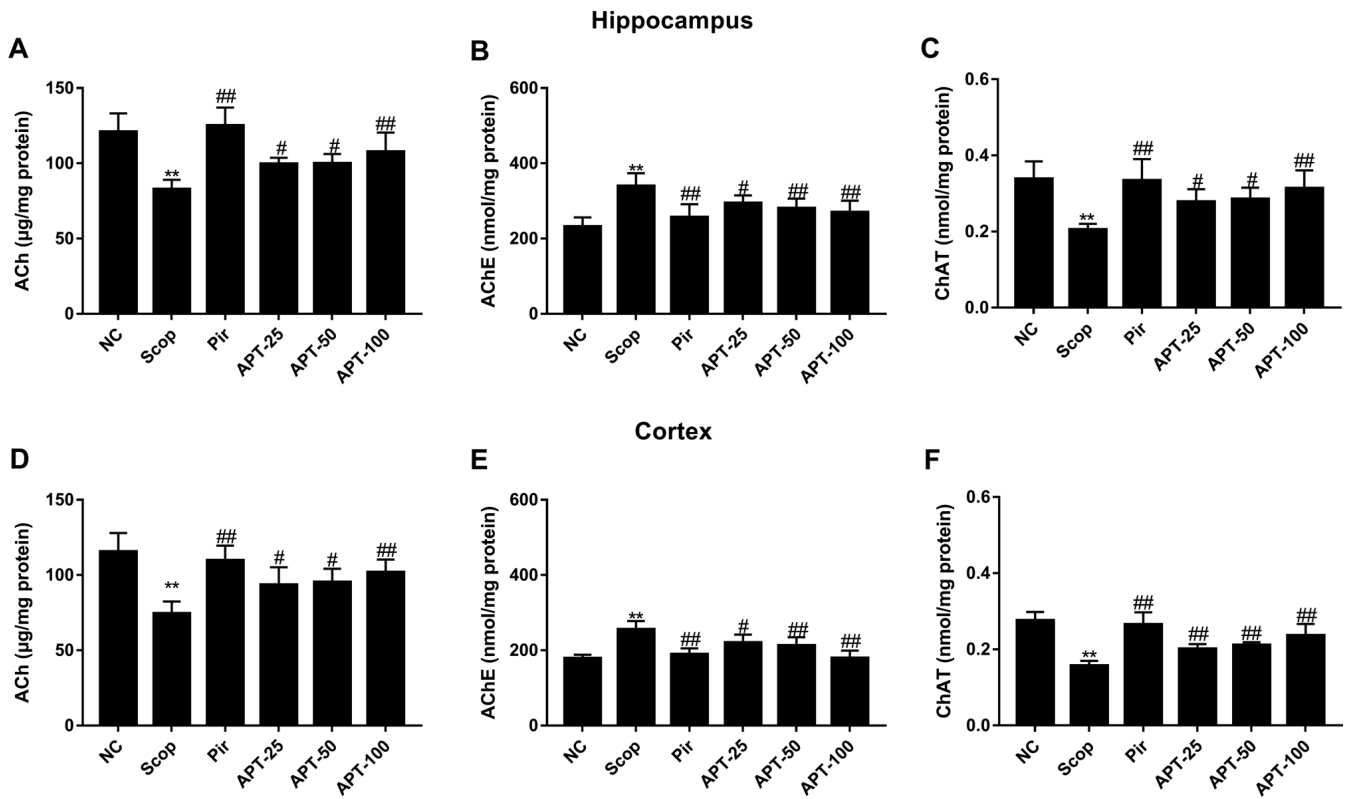 Hippocampus
A
ACh (μg/mg protein)
150
100
50
0
**
##
#
#
##
NC
Scop
Pir
APT-25
APT-50
APT-100
B
AChE (nmol/mg protein)
600
400
200
0
**
##
#
##
##
NC
Scop
Pir
APT-25
APT-50
APT-100
C
ChAT (nmol/mg protein)
0.6
0.4
0.2
0.0
**
##
#
#
##
NC
Scop
Pir
APT-25
APT-50
APT-100
Cortex
D
ACh (μg/mg protein)
150
100
50
0
**
##
#
#
##
NC
Scop
Pir
APT-25
APT-50
APT-100
E
AChE (nmol/mg protein)
600
400
200
0
**
##
#
##
##
NC
Scop
Pir
APT-25
APT-50
APT-100
F
ChAT (nmol/mg protein)
0.6
0.4
0.2
0.0
**
##
##
##
##
NC
Scop
Pir
APT-25
APT-50
APT-100